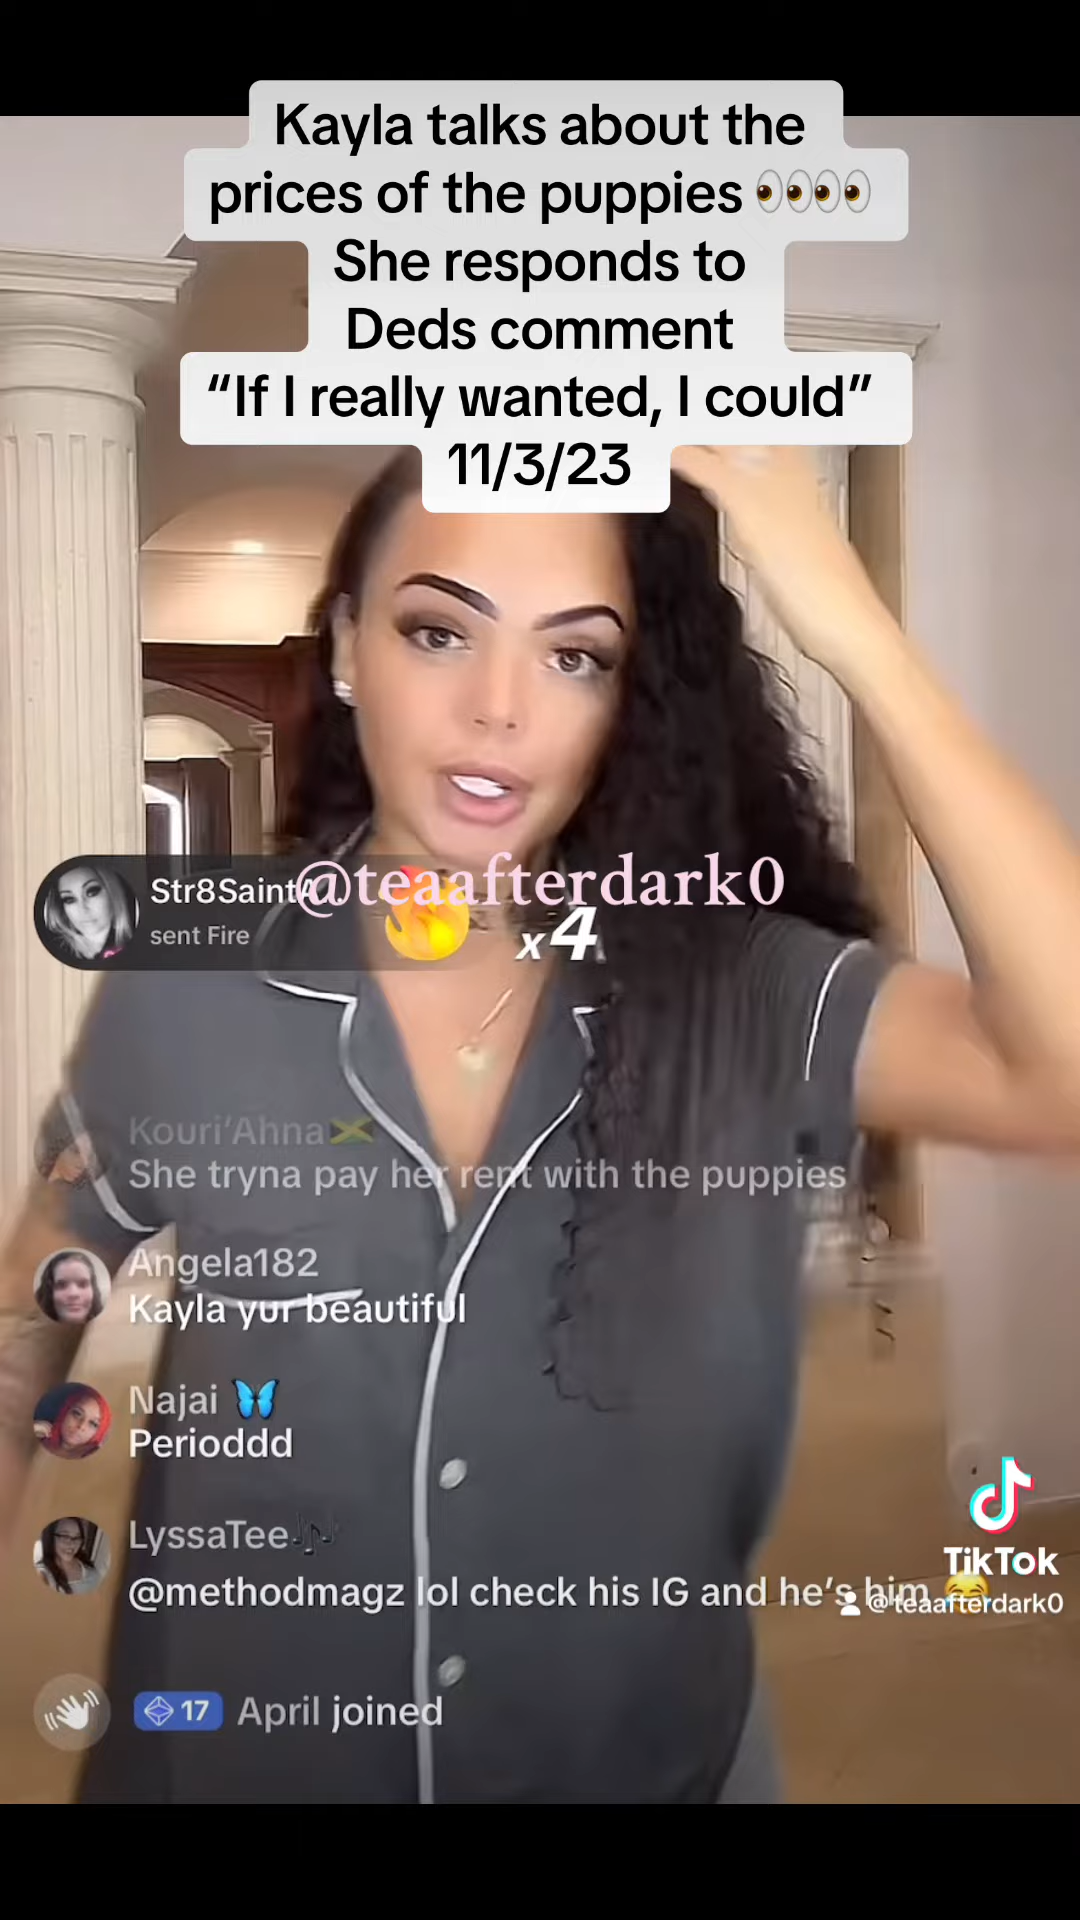 Kayla talks about the
prices of the puppies 👀👀
She responds to
Deds comment
“If I really wanted, I could”
11/3/23
@teaafterdark0
Str8SaintA
sent Fire
x4
Kouri’Ahna🇯🇲
She tryna pay her rent with the puppies
Angela182
Kayla yur beautiful
Najai 🦋
Perioddd
LyssaTee🎶
@methodmagz lol check his IG and he’s him 😂
17 April joined
TikTok
@teaafterdark0